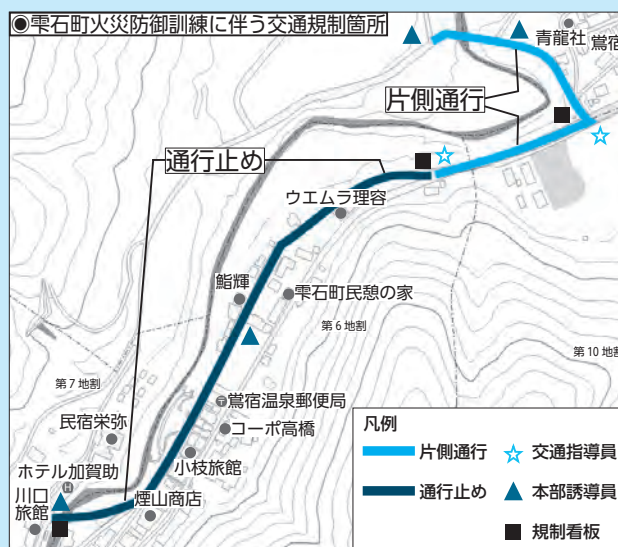 ◉雫石町火災防御訓練に伴う交通規制箇所
青龍社
鶯宿
片側通行
通行止め
ウエムラ理容
鮨輝
雫石町民憩の家
第6地割
第10地割
第7地割
鶯宿温泉郵便局
民宿栄弥
コーポ高橋
小枝旅館
ホテル加賀助
H
川口
旅館
煙山商店
凡例
片側通行
交通指導員
通行止め
本部誘導員
規制看板